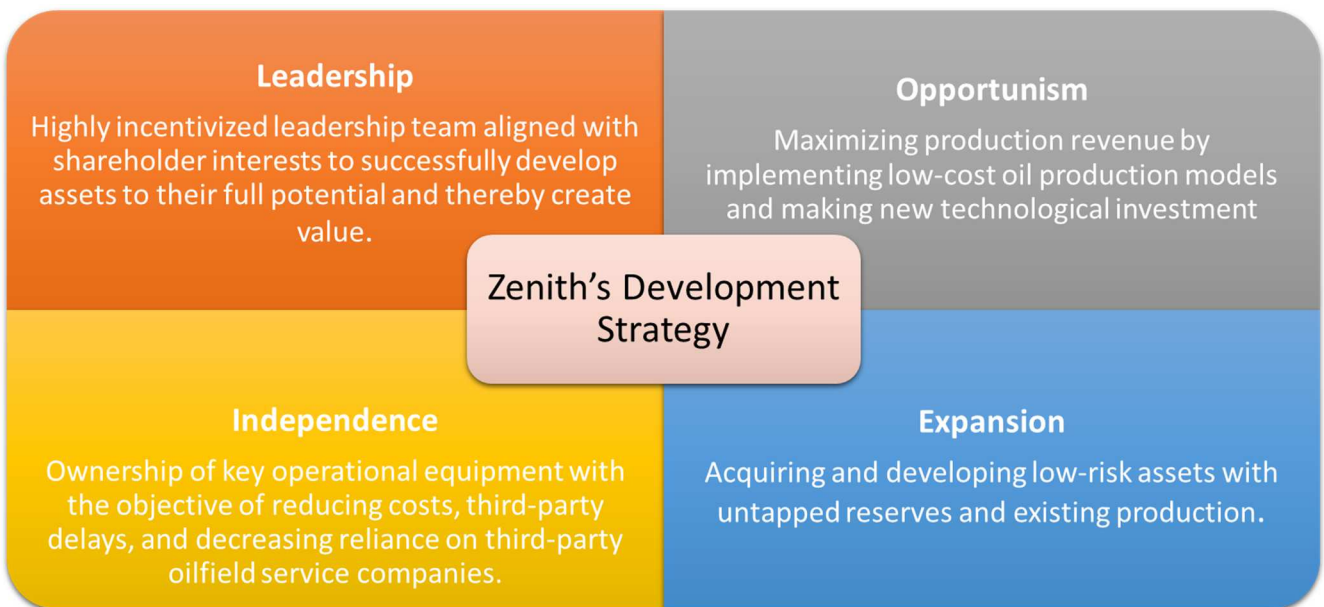 Leadership
Highly incentivized leadership team aligned with
shareholder interests to successfully develop
assets to their full potential and thereby create
value.
Opportunism
Maximizing production revenue by
implementing low-cost oil production models
and making new technological investment
Zenith’s Development
Strategy
Independence
Ownership of key operational equipment with
the objective of reducing costs, third-party
delays, and decreasing reliance on third-party
oilfield service companies.
Expansion
Acquiring and developing low-risk assets with
untapped reserves and existing production.